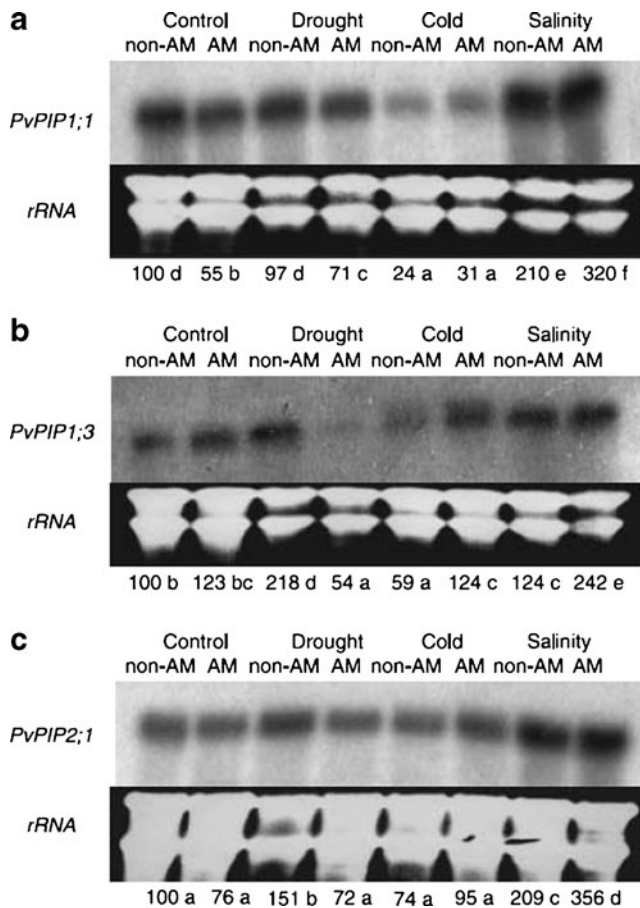 a
Control Drought Cold Salinity
non-AM AM non-AM AM non-AM AM non-AM AM
PvPIP1;1
rRNA
100 d 55 b 97 d 71 c 24 a 31 a 210 e 320 f
b
Control Drought Cold Salinity
non-AM AM non-AM AM non-AM AM non-AM AM
PvPIP1;3
rRNA
100 b 123 bc 218 d 54 a 59 a 124 c 124 c 242 e
c
Control Drought Cold Salinity
non-AM AM non-AM AM non-AM AM non-AM AM
PvPIP2;1
rRNA
100 a 76 a 151 b 72 a 74 a 95 a 209 c 356 d